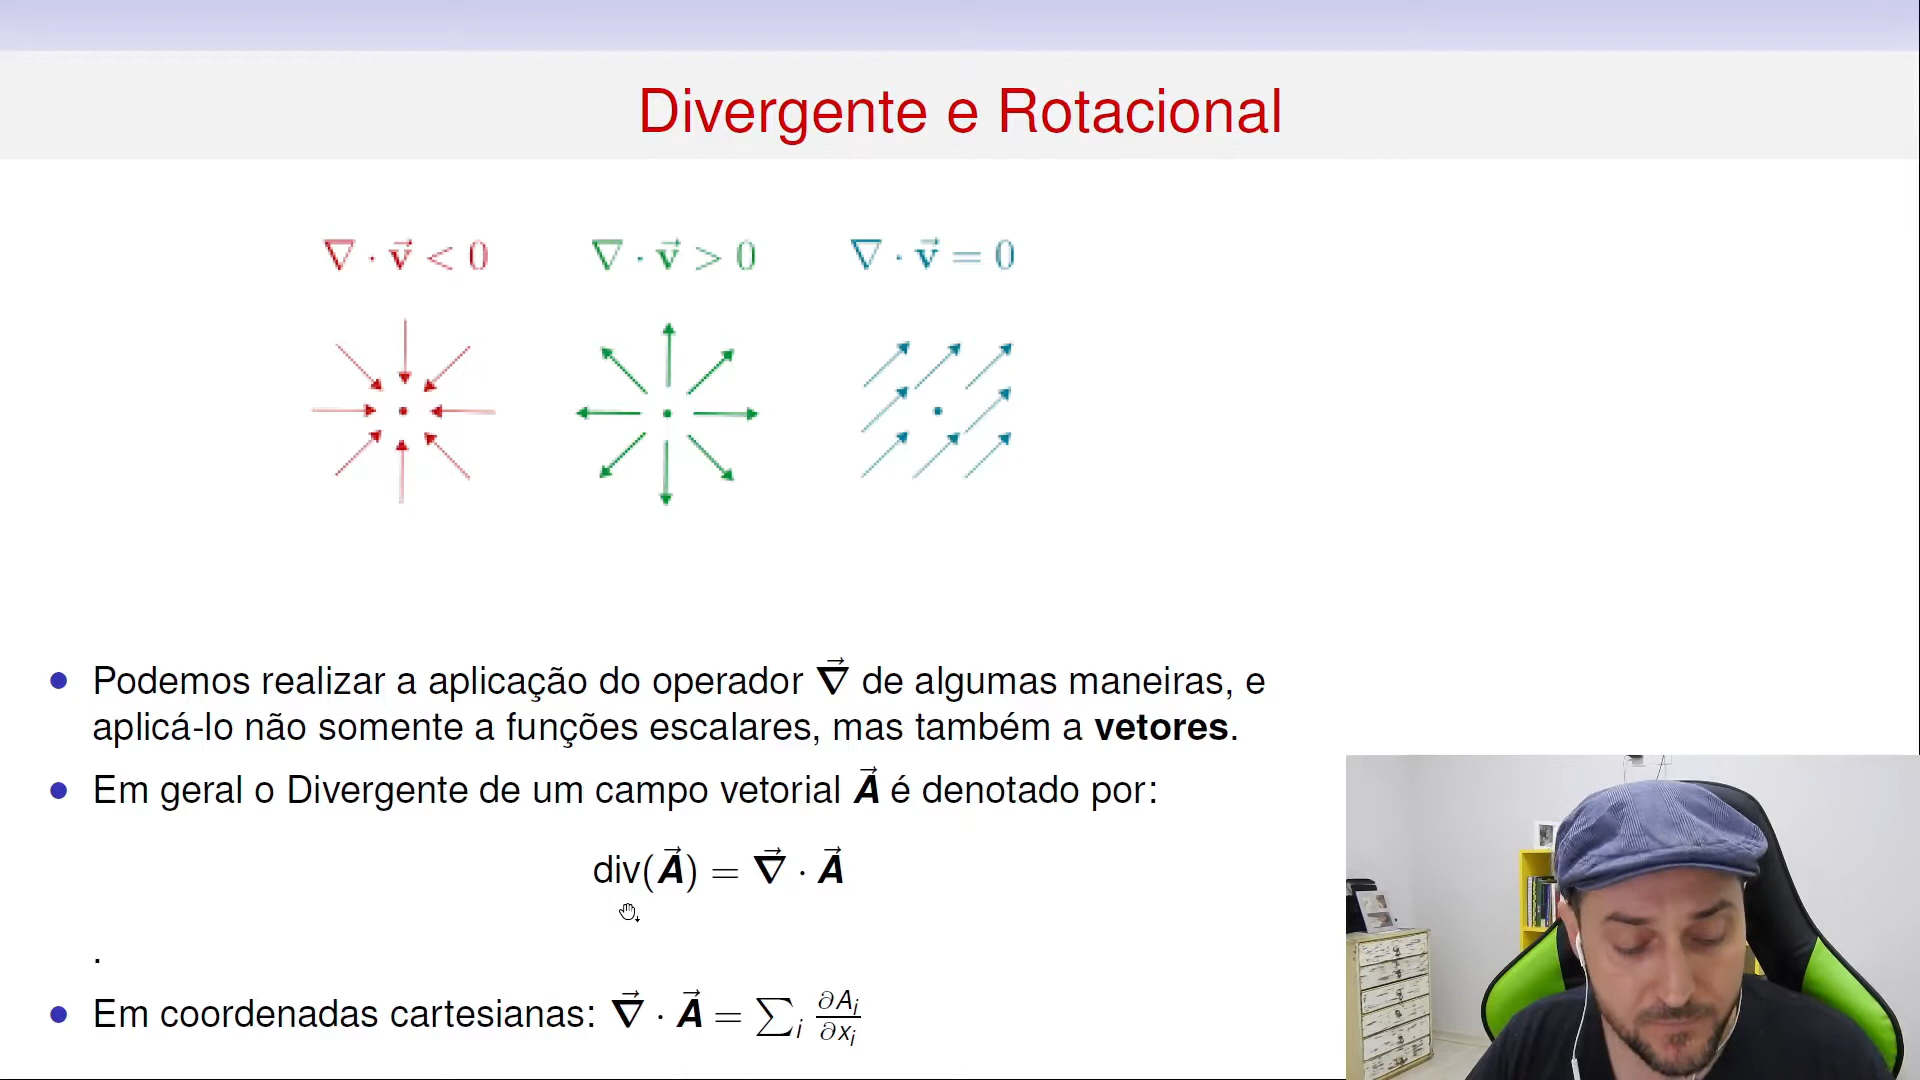 Divergente e Rotacional
∇ · v⃗ < 0
∇ · v⃗ > 0
∇ · v⃗ = 0
Podemos realizar a aplicação do operador ∇⃗ de algumas maneiras, e
aplicá-lo não somente a funções escalares, mas também a vetores.
Em geral o Divergente de um campo vetorial A⃗ é denotado por:
div(A⃗) = ∇⃗ · A⃗
.
Em coordenadas cartesianas: ∇⃗ · A⃗ = ∑ᵢ ∂Aᵢ/∂xᵢ